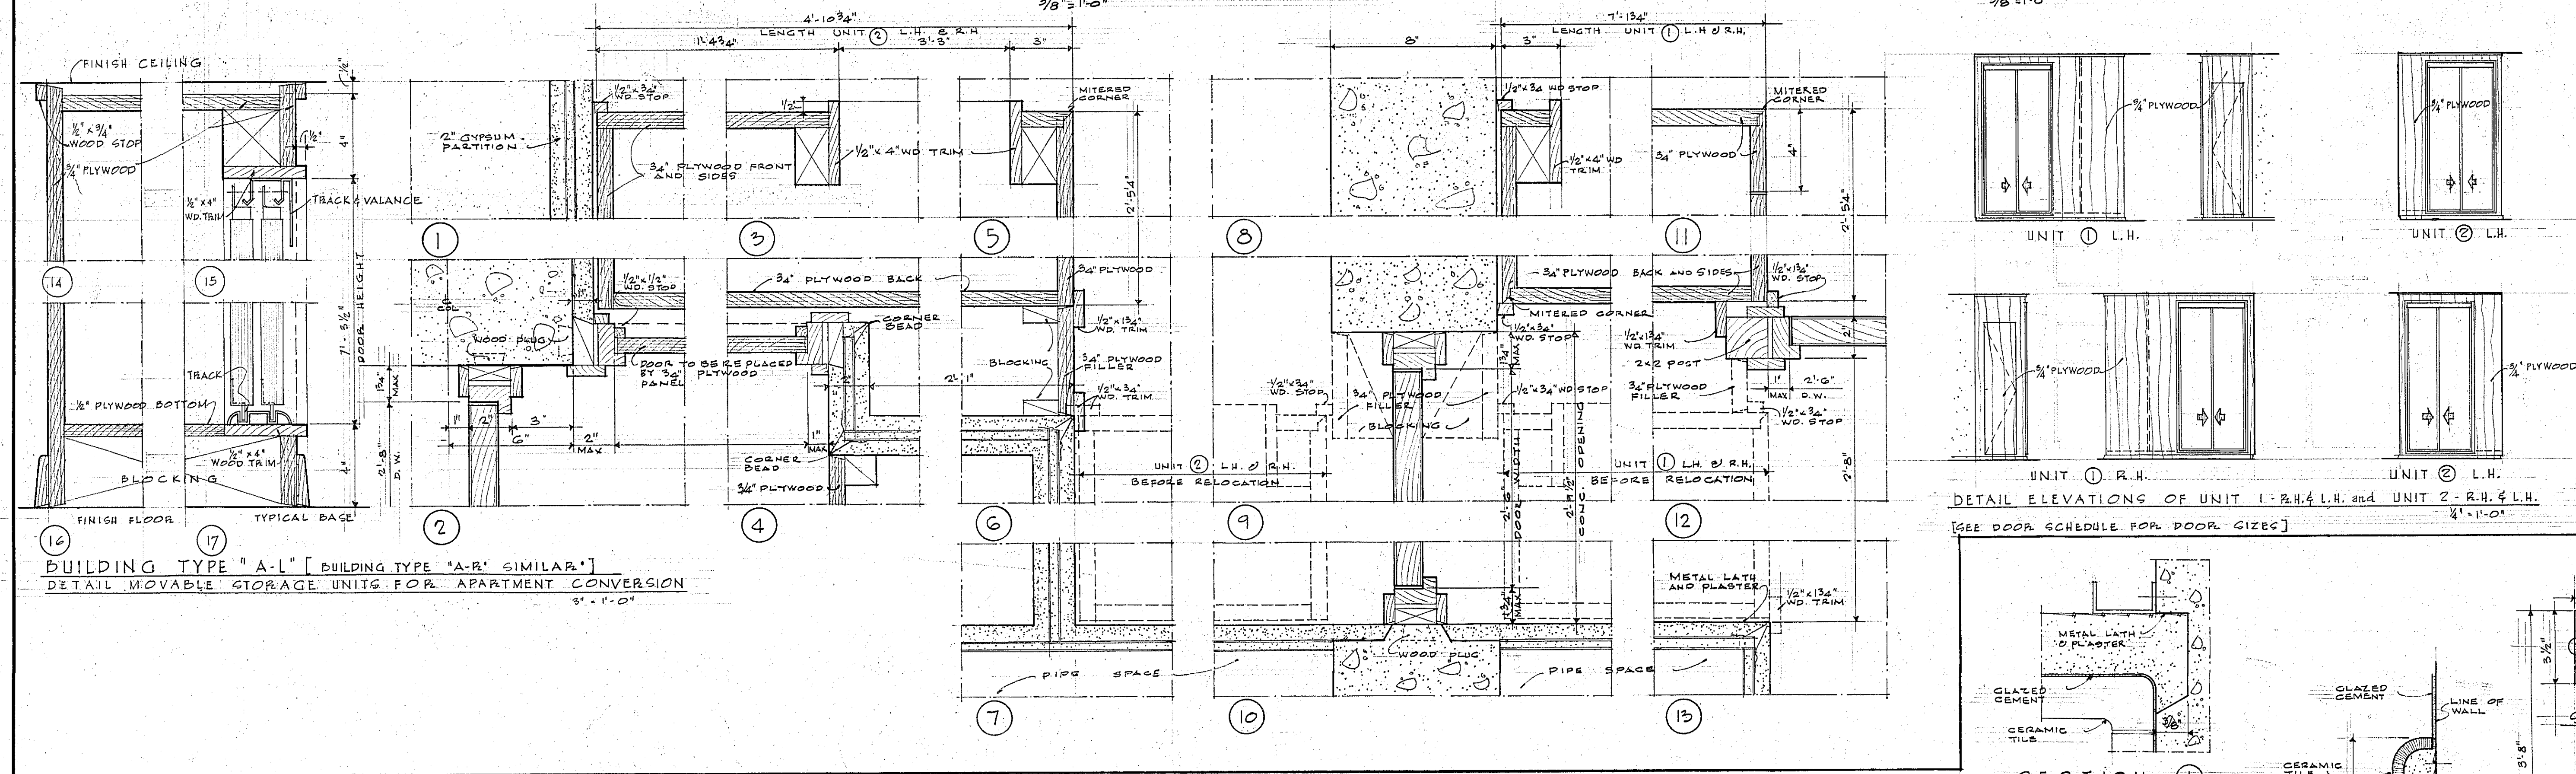 3/8" = 1'-0"
4'-10 3/4"
LENGTH UNIT 2 L.H. & R.H
1'-4 3/4"
3'-3"
3"
8"
7'-1 3/4"
LENGTH UNIT 1 L.H & R.H.
3"
FINISH CEILING
1/2" x 3/4"
WOOD STOP
3/4" PLYWOOD
1/2"
4"
1/2" x 4"
WD. TRIM
TRACK & VALANCE
14
15
7'-3 1/2"
DOOR HEIGHT
TRACK
1/2" PLYWOOD BOTTOM
1/2" x 4"
WOOD TRIM
BLOCKING
4"
FINISH FLOOR
TYPICAL BASE
16
17
BUILDING TYPE "A-L" [BUILDING TYPE "A-R" SIMILAR"]
DETAIL MOVABLE STORAGE UNITS FOR APARTMENT CONVERSION
3" = 1'-0"
1/2" x 3/4"
WD. STOP
2" GYPSUM
PARTITION
3/4" PLYWOOD FRONT
AND SIDES
1/2"
1/2" x 4" WD TRIM
MITERED
CORNER
2'-5 1/4"
1
3
5
COL
WOOD PLUG
1"
1/2" x 1/2"
WD. STOP
3/4" PLYWOOD BACK
CORNER
BEAD
DOOR TO BE REPLACED
BY 3/4" PLYWOOD
PANEL
1 3/4"
MAX
2'-8"
D.W.
1"
2"
3"
6"
2"
MAX
1"
MAX
2"
2'-1"
CORNER
BEAD
3/4" PLYWOOD
3/4" PLYWOOD
1/2" x 1 3/4"
WD. TRIM
BLOCKING
3/4" PLYWOOD
FILLER
1/2" x 3/4"
WD. TRIM
2
4
6
UNIT 2 L.H. & R.H.
BEFORE RELOCATION
1/2" x 3/4 WD STOP
1/2" x 4" WD
TRIM
3/4" PLYWOOD
MITERED
CORNER
4"
2'-5 1/4"
8
11
3/4" PLYWOOD BACK AND SIDES
1/2" x 1 3/4"
WD. STOP
MITERED CORNER
1/2" x 3/4"
WD. STOP
1 3/4"
MAX
1/2" x 1 3/4"
WD TRIM
2 x 2 POST
1/2" x 3/4"
WD. STOP
3/4" PLYWOOD
FILLER
BLOCKING
1/2" x 3/4" WD STOP
3/4" PLYWOOD
FILLER
1"
MAX
2'-6"
D.W.
2"
1/2" x 3/4"
WD. STOP
UNIT 1 L.H. & R.H.
BEFORE RELOCATION
2'-6"
DOOR WIDTH
CONC OPENING
2'-8"
9
12
METAL LATH
AND PLASTER
1/2" x 1 3/4"
WD. TRIM
1 3/4"
MAX
WOOD PLUG
PIPE SPACE
PIPE SPACE
7
10
13
3/4" PLYWOOD
3/4" PLYWOOD
UNIT 1 L.H.
UNIT 2 L.H.
3/4" PLYWOOD
3/4" PLYWOOD
UNIT 1 R.H.
UNIT 2 L.H.
DETAIL ELEVATIONS OF UNIT 1 - R.H. & L.H. and UNIT 2 - R.H. & L.H.
1/4" = 1'-0"
[SEE DOOR SCHEDULE FOR DOOR SIZES]
METAL LATH
& PLASTER
GLAZED
CEMENT
CERAMIC
TILE
3/8"
GLAZED
CEMENT
LINE OF
WALL
CERAMIC
3 1/2"
3'-8"